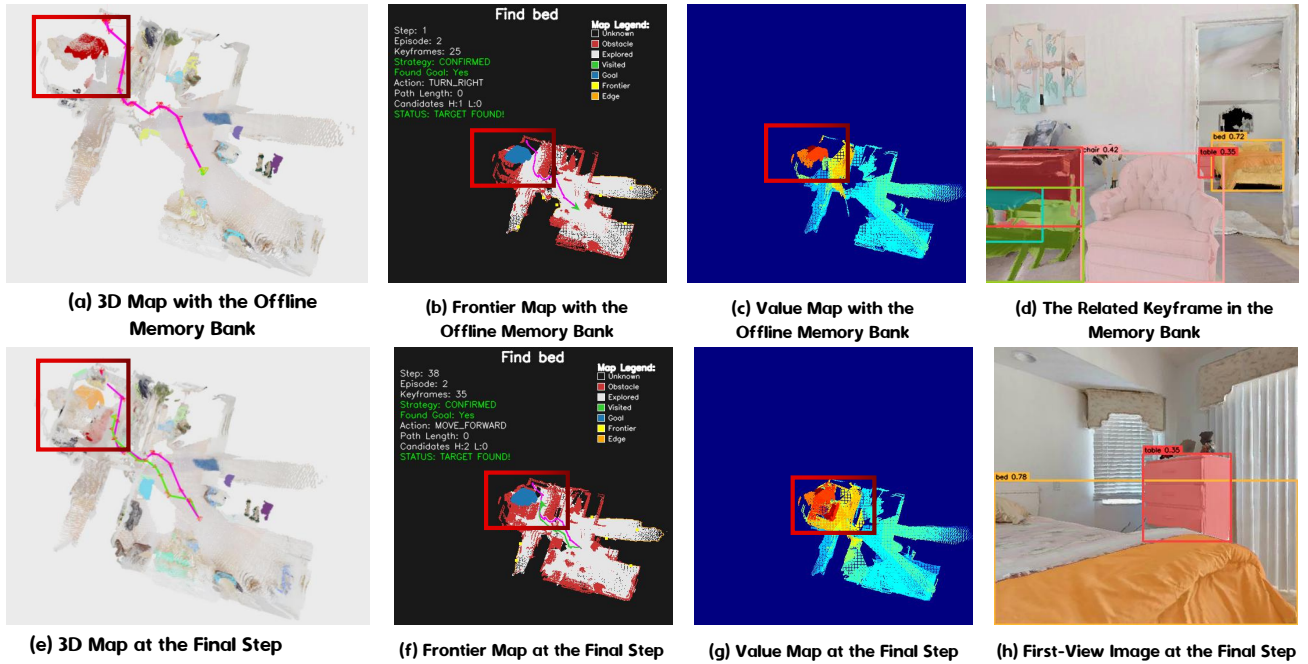 Find bed
Step: 1
Episode: 2
Keyframes: 25
Strategy: CONFIRMED
Found Goal: Yes
Action: TURN_RIGHT
Path Length: 0
Candidates H:1 L:0
STATUS: TARGET FOUND!
Map Legend:
Unknown
Obstacle
Explored
Visited
Goal
Frontier
Edge
chair 0.42
bed 0.72
table 0.35
(a) 3D Map with the Offline
Memory Bank
(b) Frontier Map with the
Offline Memory Bank
(c) Value Map with the
Offline Memory Bank
(d) The Related Keyframe in the
Memory Bank
Find bed
Step: 38
Episode: 2
Keyframes: 35
Strategy: CONFIRMED
Found Goal: Yes
Action: MOVE_FORWARD
Path Length: 0
Candidates H:2 L:0
STATUS: TARGET FOUND!
Map Legend:
Unknown
Obstacle
Explored
Visited
Goal
Frontier
Edge
bed 0.78
table 0.35
(e) 3D Map at the Final Step
(f) Frontier Map at the Final Step
(g) Value Map at the Final Step
(h) First-View Image at the Final Step